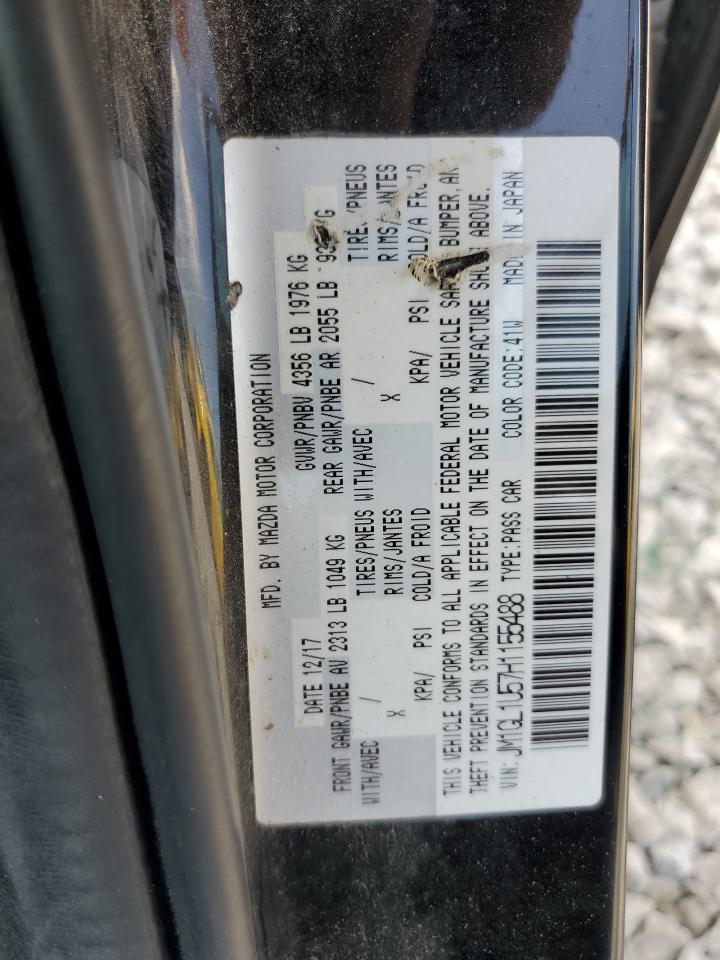 MFD. BY MAZDA MOTOR CORPORATION
DATE 12/17 GVWR/PNBV 4356 LB 1976 KG
FRONT GAWR/PNBE AV 2313 LB 1049 KG REAR GAWR/PNBE AR 2055 LB
WITH/AVEC / TIRES/PNEUS WITH/AVEC / TIRE /PNEUS
X RIMS/JANTES X RIMS/JANTES
KPA/ PSI COLD/A FROID KPA/ PSI COLD/A FROID
THIS VEHICLE CONFORMS TO ALL APPLICABLE FEDERAL MOTOR VEHICLE BUMPER, AN
THEFT PREVENTION STANDARDS IN EFFECT ON THE DATE OF MANUFACTURE ABOVE.
VIN: JM1GL1U57H1155488 TYPE:PASS CAR COLOR CODE:41W MADE IN JAPAN